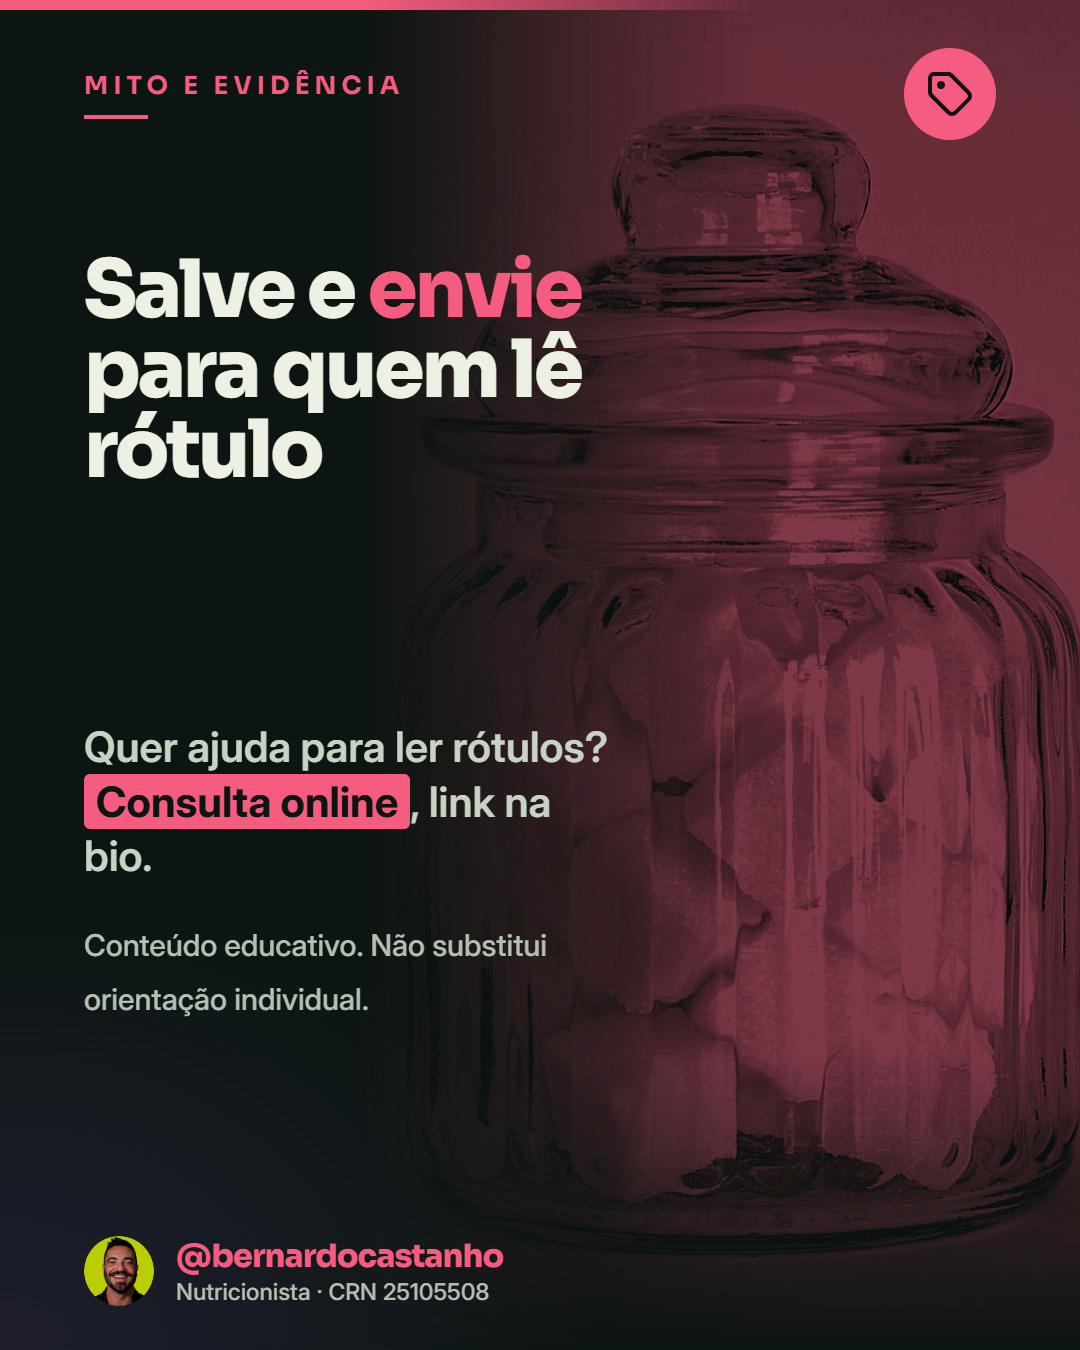 MITO E EVIDÊNCIA
Salve e envie
para quem lê
rótulo
Quer ajuda para ler rótulos?
Consulta online, link na
bio.
Conteúdo educativo. Não substitui
orientação individual.
@bernardocastanho
Nutricionista · CRN 25105508